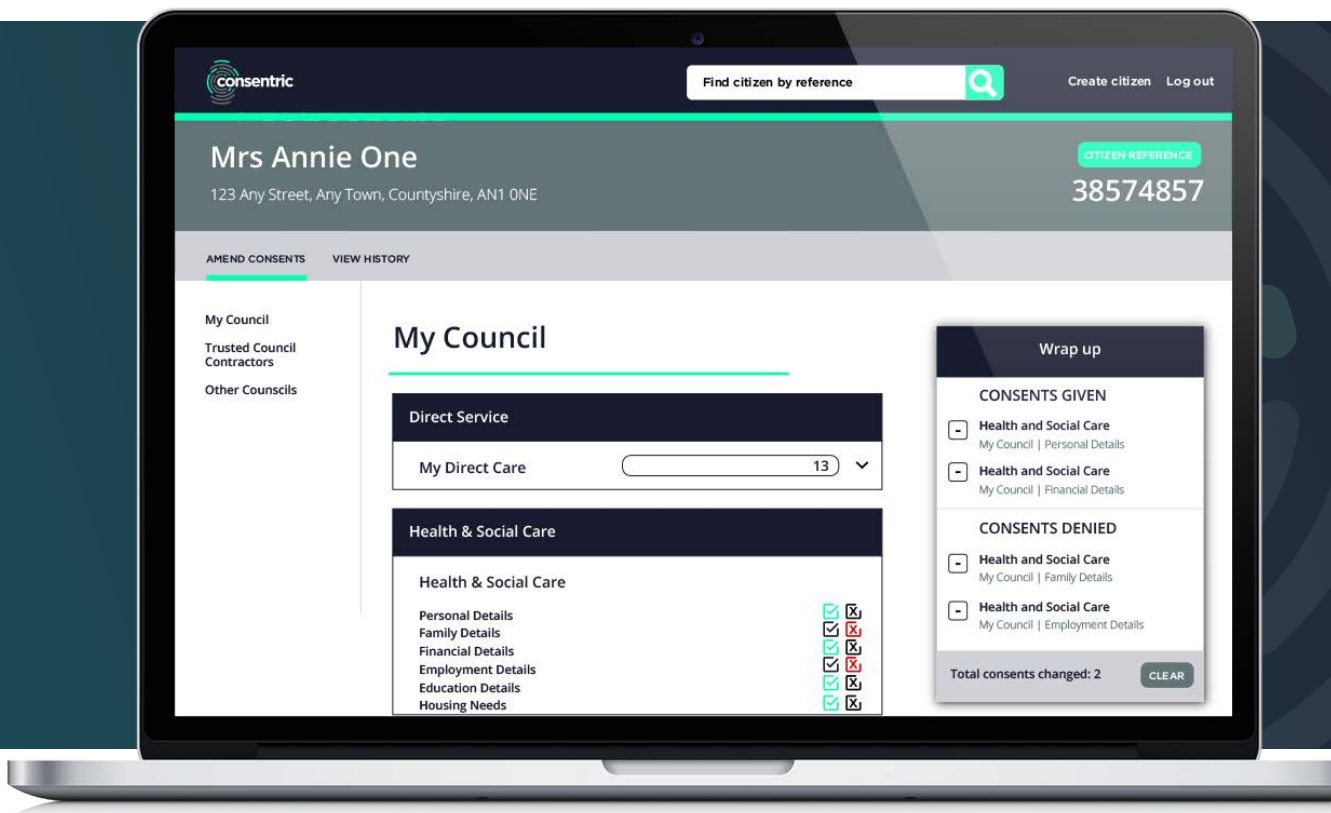 consentric
Find citizen by reference
Create citizen Log out
Mrs Annie One
123 Any Street, Any Town, Countyshire, AN1 0NE
CITIZEN REFERENCE
38574857
AMEND CONSENTS VIEW HISTORY
My Council
Trusted Council
Contractors
Other Counscils
My Council
Direct Service
My Direct Care 13
Health & Social Care
Health & Social Care
Personal Details
Family Details
Financial Details
Employment Details
Education Details
Housing Needs
Wrap up
CONSENTS GIVEN
Health and Social Care
My Council | Personal Details
Health and Social Care
My Council | Financial Details
CONSENTS DENIED
Health and Social Care
My Council | Family Details
Health and Social Care
My Council | Employment Details
Total consents changed: 2 CLEAR